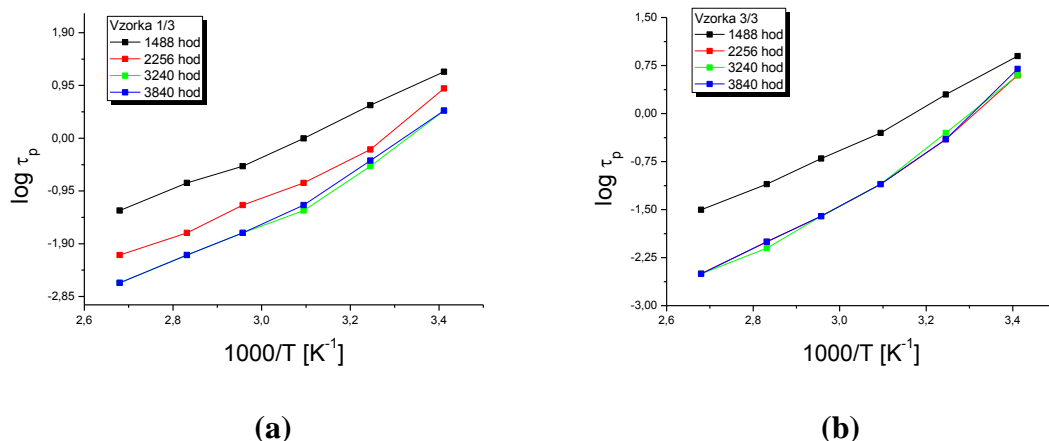 Vzorka 1/3
1488 hod
2256 hod
3240 hod
3840 hod
1,90
0,95
0,00
-0,95
-1,90
-2,85
log τp
2,6 2,8 3,0 3,2 3,4
1000/T [K-1]
(a)
Vzorka 3/3
1488 hod
2256 hod
3240 hod
3840 hod
1,50
0,75
0,00
-0,75
-1,50
-2,25
-3,00
log τp
2,6 2,8 3,0 3,2 3,4
1000/T [K-1]
(b)